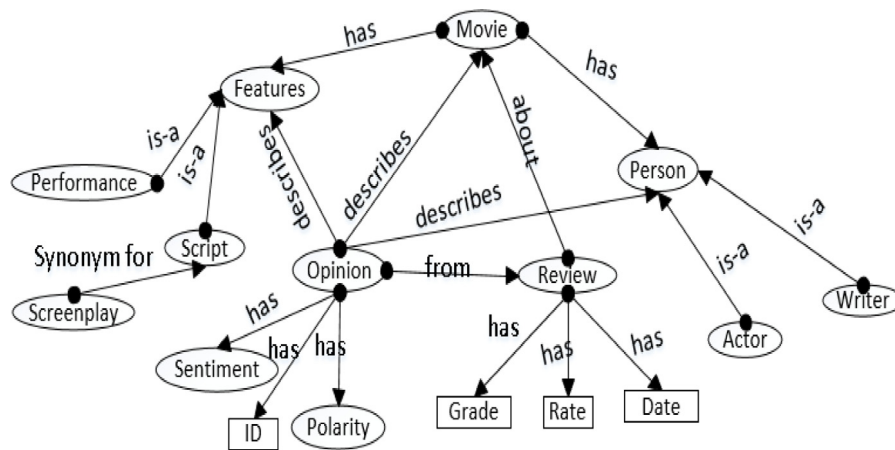 Movie
has
has
Features
is-a
is-a
describes
describes
about
Person
Performance
describes
is-a
is-a
Synonym for
Script
Opinion
from
Review
Screenplay
Writer
Actor
has
has
has
has
has
has
Sentiment
ID
Polarity
Grade
Rate
Date